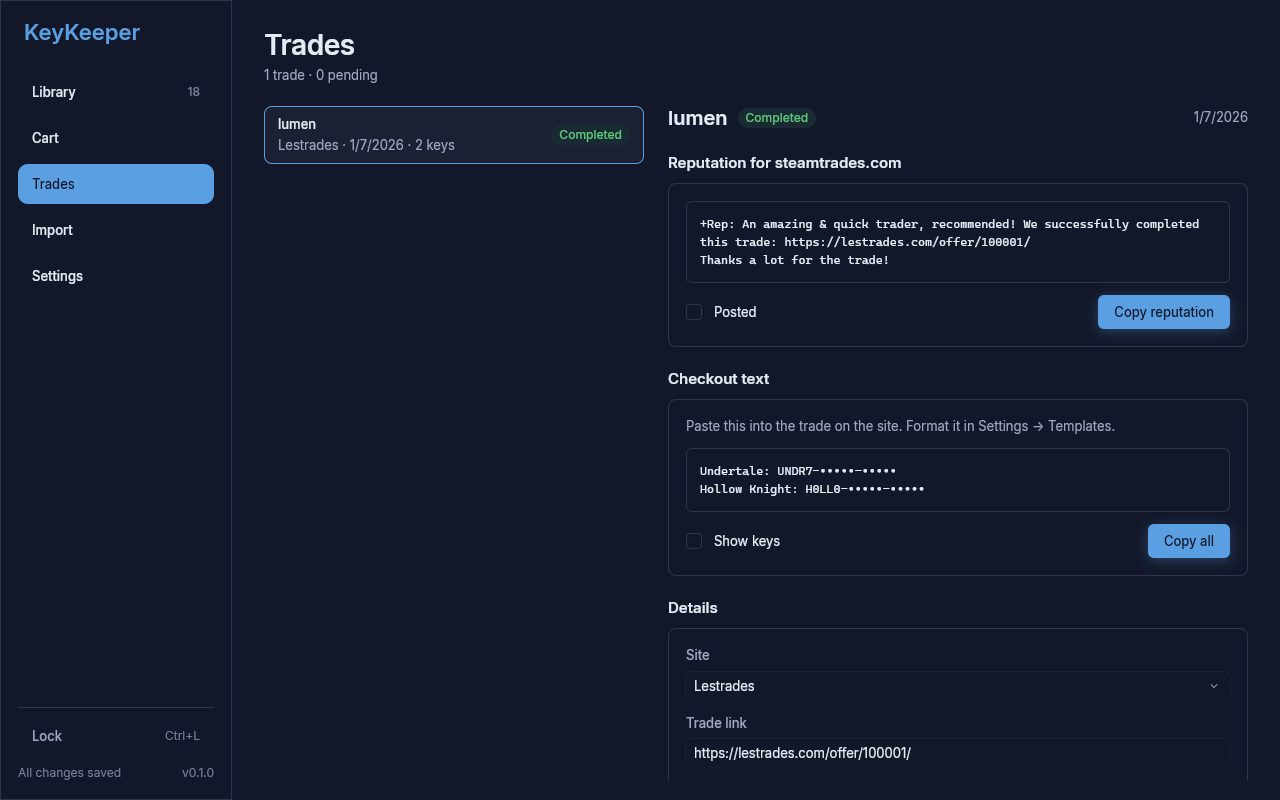 KeyKeeper
Library 18
Cart
Trades
Import
Settings
Lock Ctrl+L
All changes saved v0.1.0
Trades
1 trade · 0 pending
lumen
Lestrades · 1/7/2026 · 2 keys
Completed
lumen Completed 1/7/2026
Reputation for steamtrades.com
+Rep: An amazing & quick trader, recommended! We successfully completed
this trade: https://lestrades.com/offer/100001/
Thanks a lot for the trade!
Posted Copy reputation
Checkout text
Paste this into the trade on the site. Format it in Settings → Templates.
Undertale: UNDR7-•••••-•••••
Hollow Knight: H0LL0-•••••-•••••
Show keys Copy all
Details
Site
Lestrades
Trade link
https://lestrades.com/offer/100001/